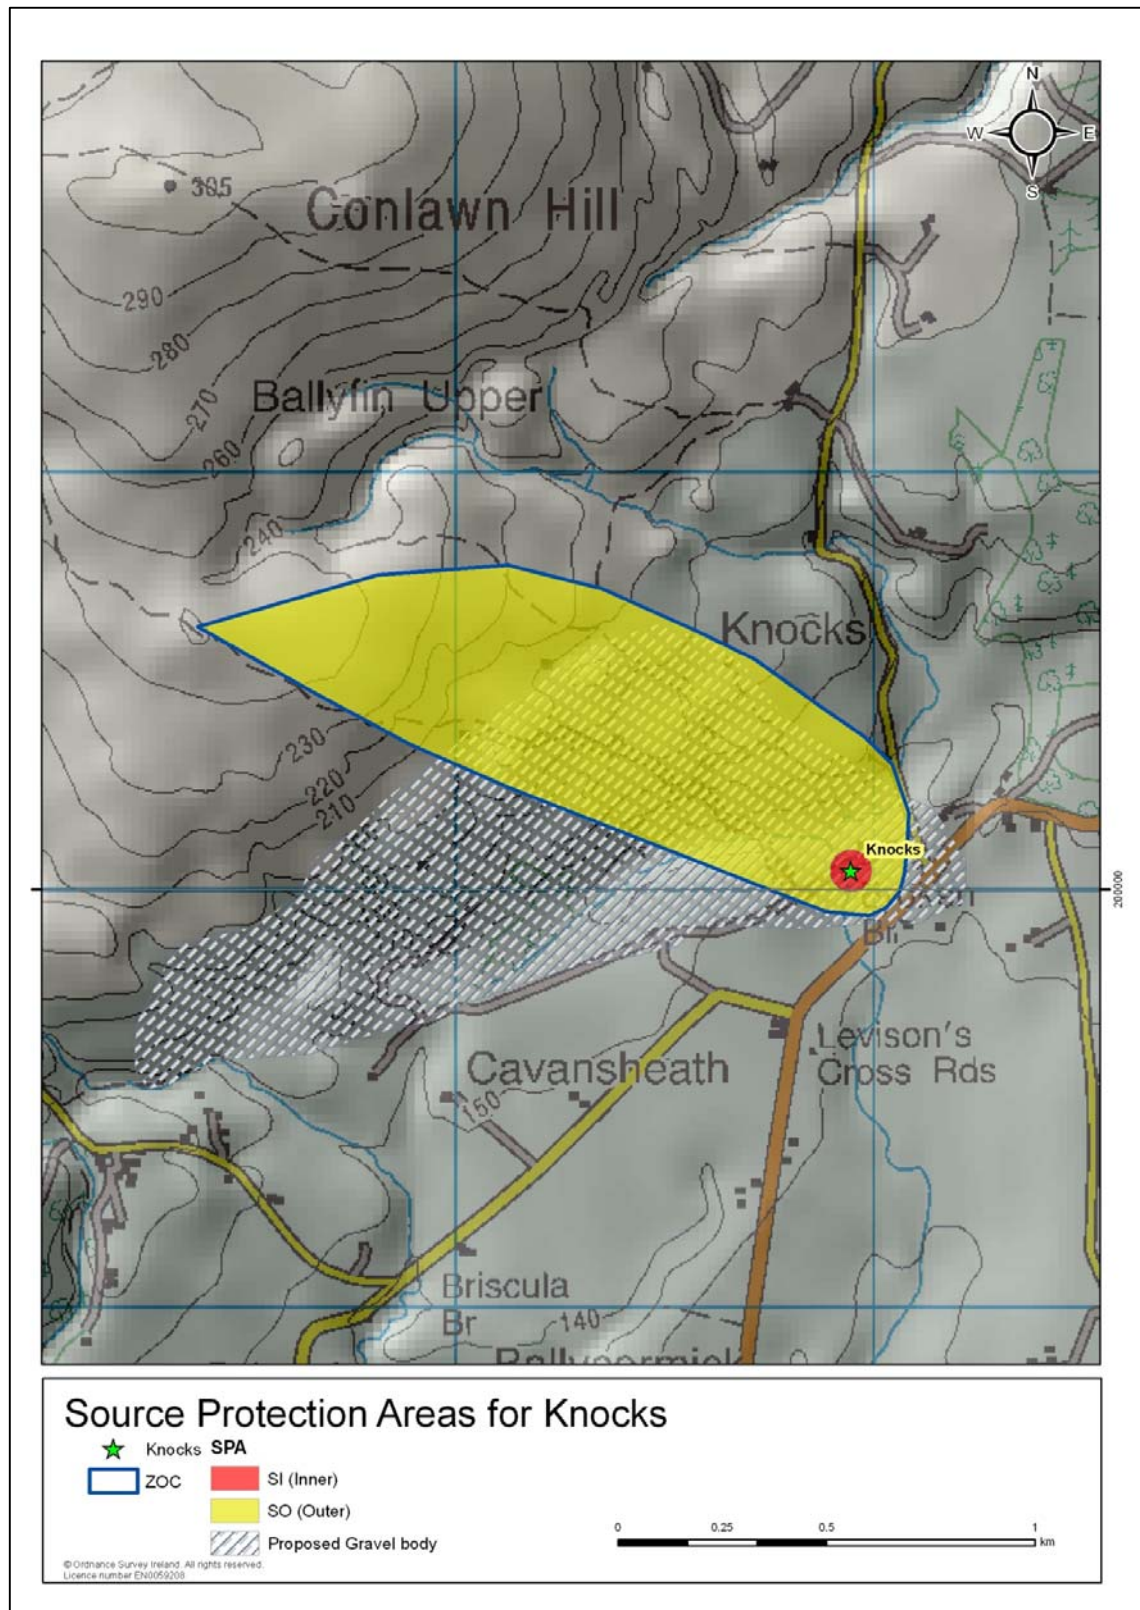 N
W E
S
305
Conlawn Hill
290
280
270
Ballyfin Upper
260
240
Knocks
230
220
210
Knocks
200000
Levison's
Cross Rds
Cavansheath
150
Briscula
Br
140
Source Protection Areas for Knocks
Knocks SPA
ZOC SI (Inner)
SO (Outer)
Proposed Gravel body
0 0.25 0.5 1
km
© Ordnance Survey Ireland. All rights reserved.
Licence number EN0059208